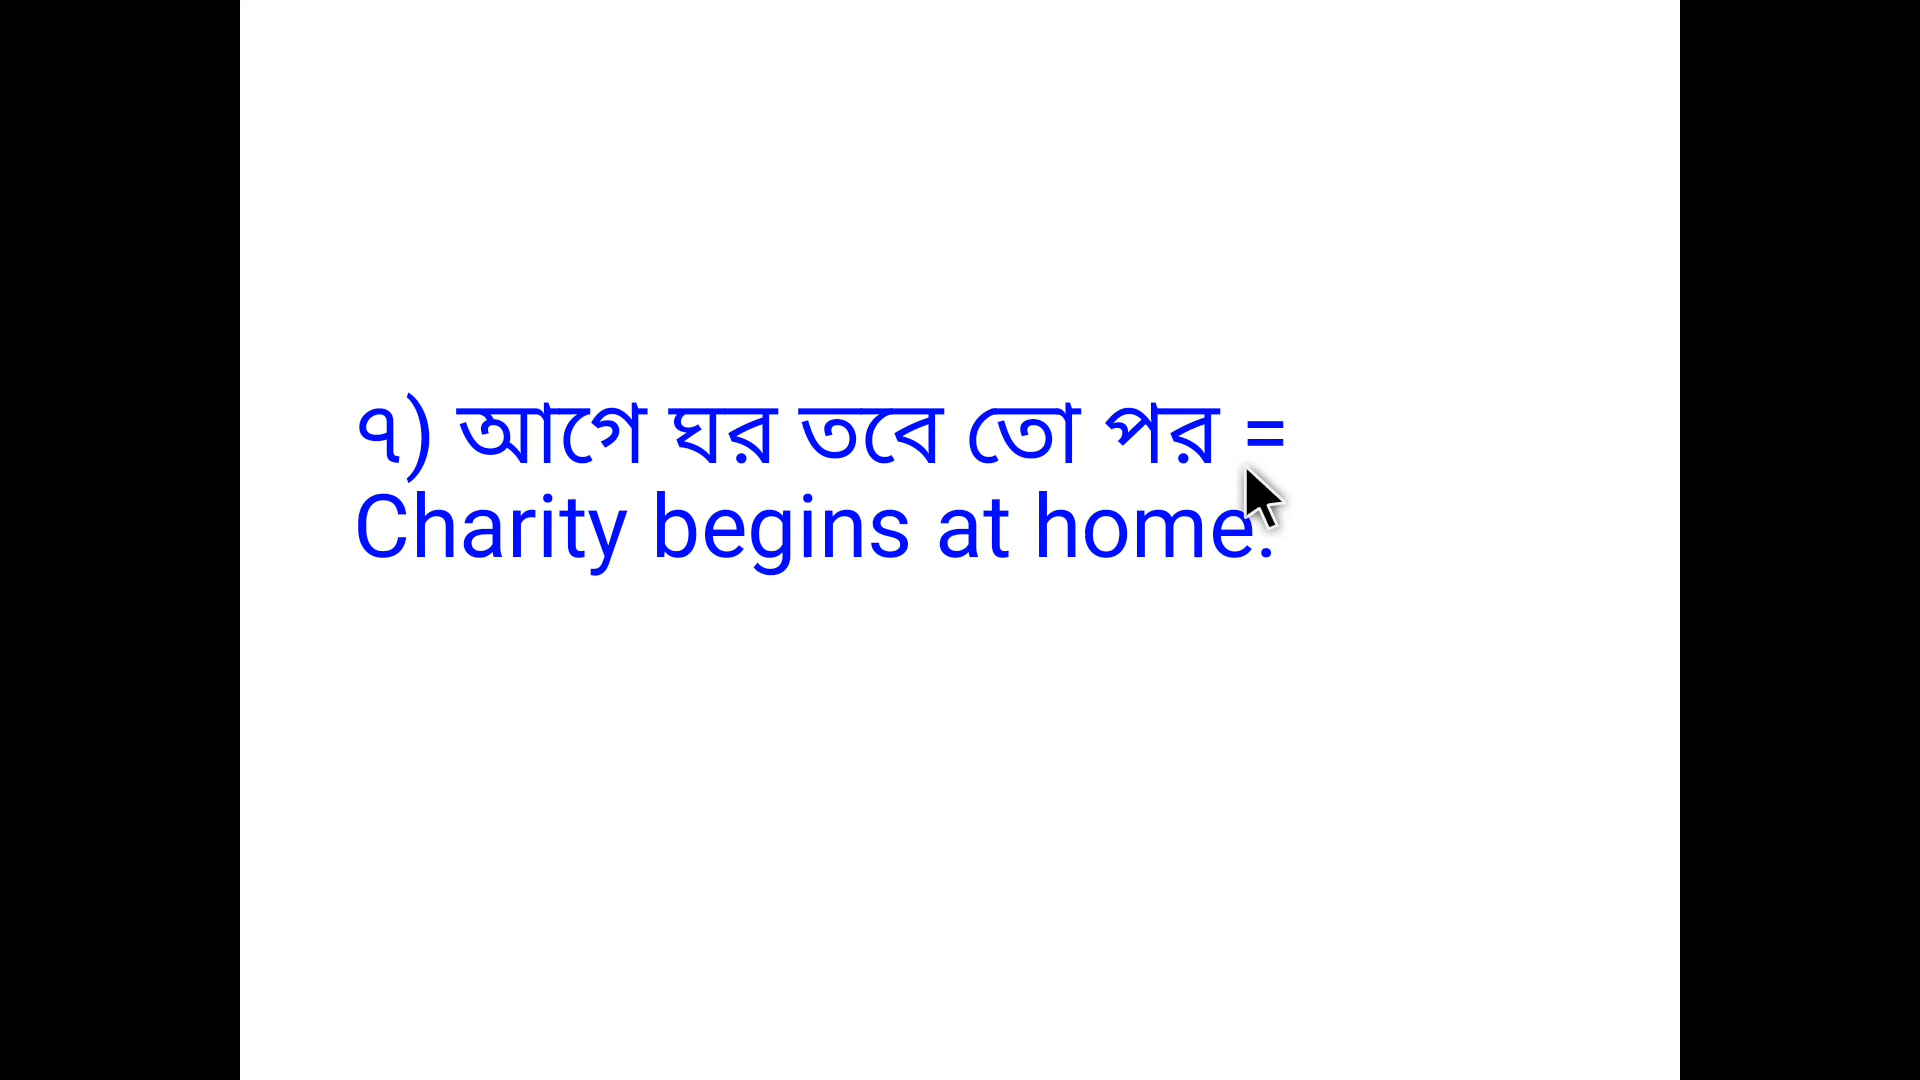 ৭) আগে ঘর তবে তো পর =
Charity begins at home.